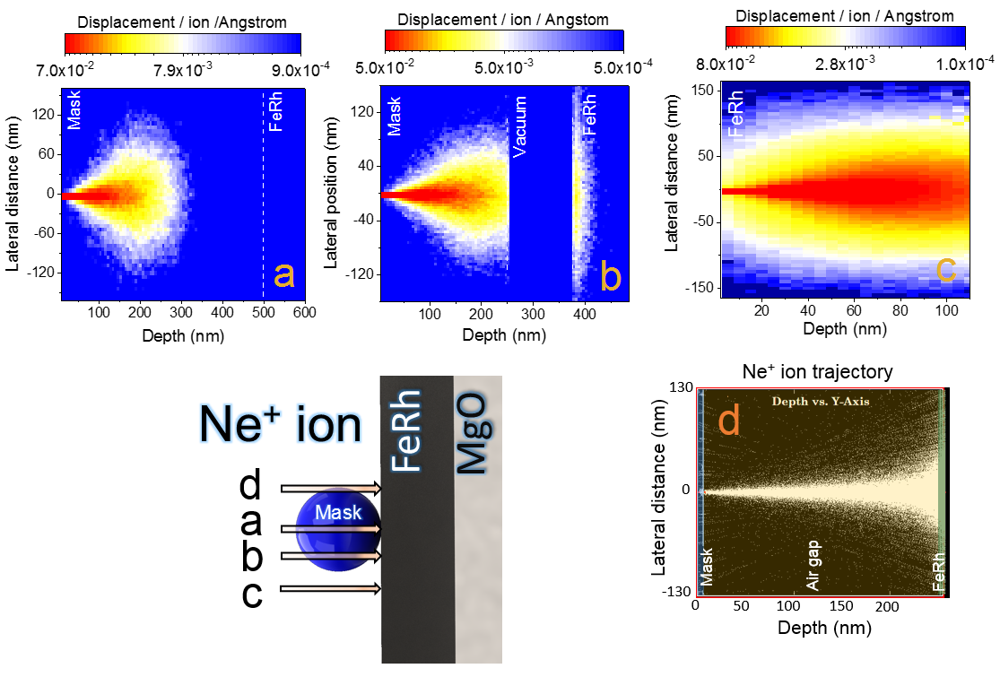 Displacement / ion /Angstrom
7.0x10⁻² 7.9x10⁻³ 9.0x10⁻⁴
Lateral distance (nm)
120
60
0
-60
-120
Mask
FeRh
a
100 200 300 400 500 600
Depth (nm)
Displacement / ion / Angstom
5.0x10⁻² 5.0x10⁻³ 5.0x10⁻⁴
Lateral position (nm)
120
40
-40
-120
Mask
Vacuum
FeRh
b
100 200 300 400
Depth (nm)
Displacement / ion / Angstrom
8.0x10⁻² 2.8x10⁻³ 1.0x10⁻⁴
Lateral distance (nm)
150
50
-50
-150
FeRh
c
20 40 60 80 100
Depth (nm)
Ne⁺ ion
d
a
b
c
Mask
FeRh
MgO
Ne⁺ ion trajectory
Lateral distance (nm)
130
0
-130
Depth vs. Y-Axis
d
Mask
Air gap
FeRh
0 50 100 150 200
Depth (nm)